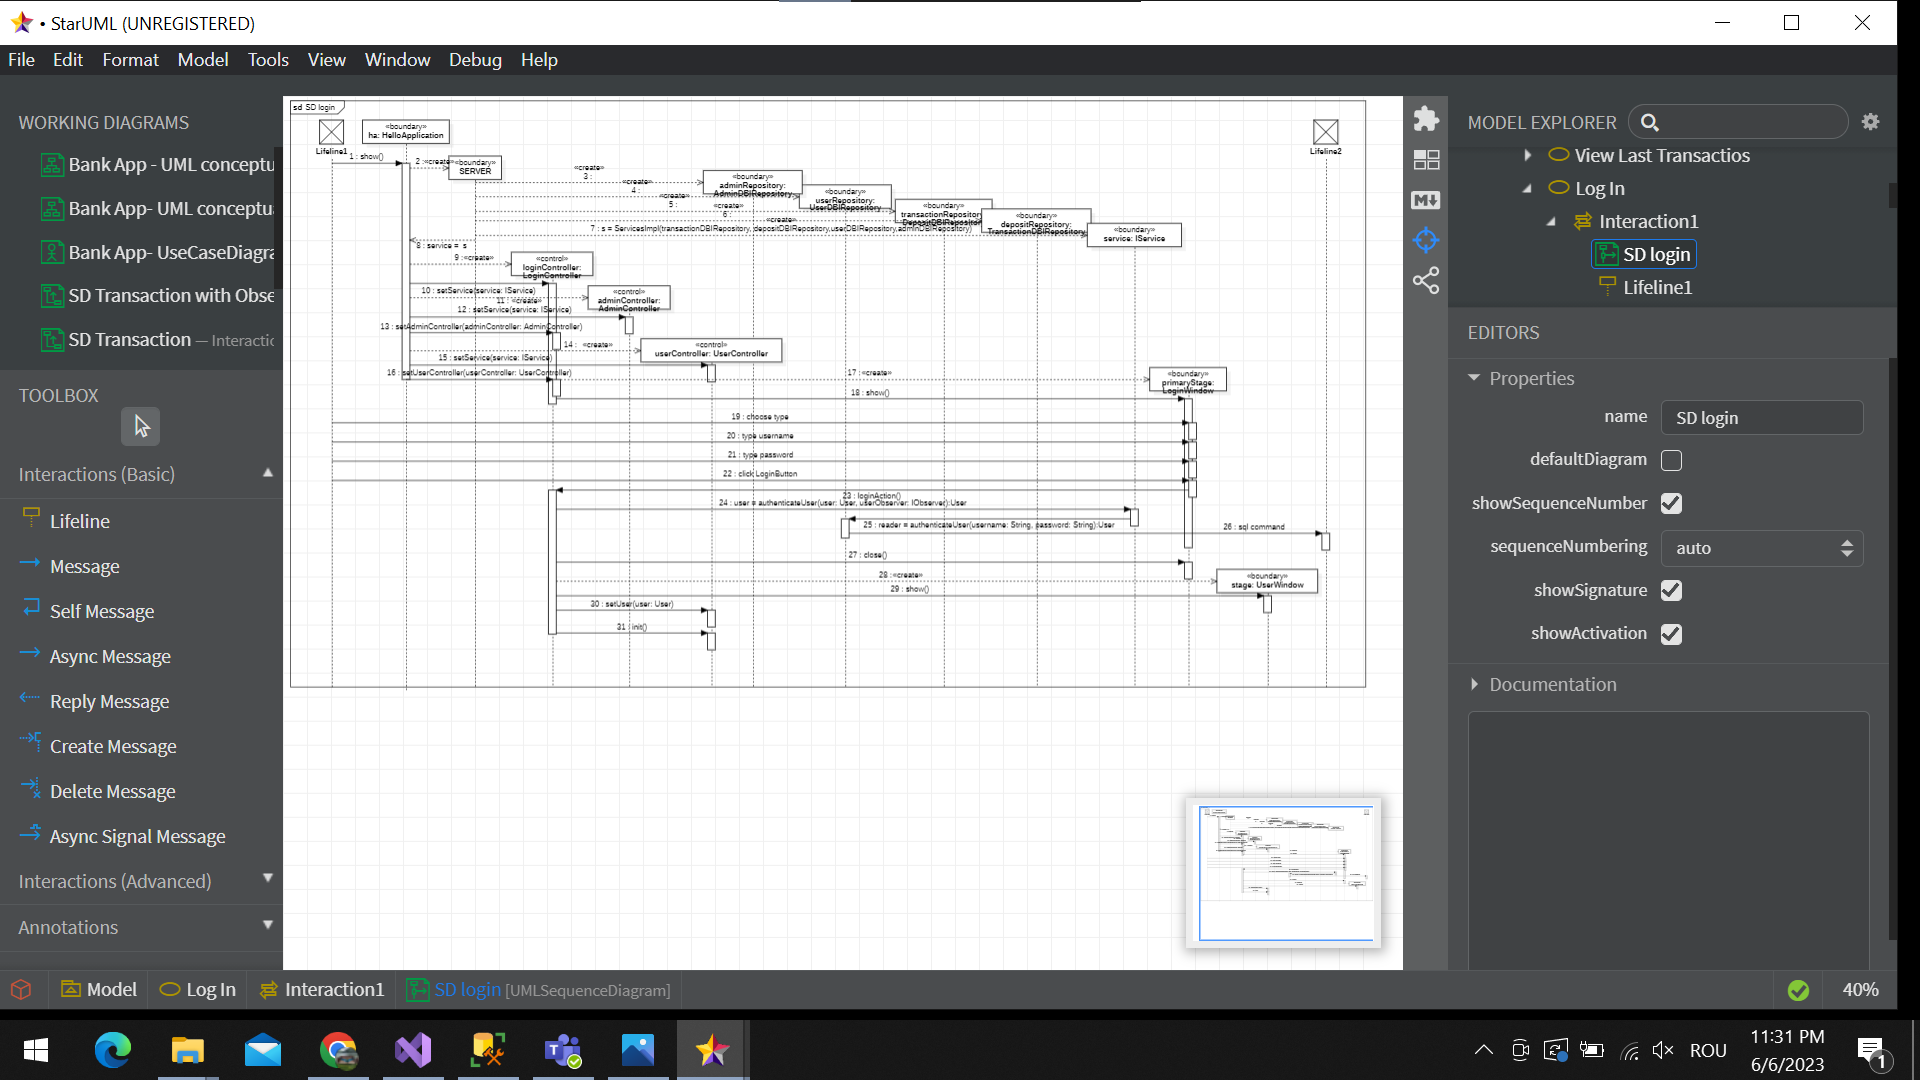 • StarUML (UNREGISTERED)
File Edit Format Model Tools View Window Debug Help
WORKING DIAGRAMS
Bank App - UML conceptu
Bank App- UML conceptua
Bank App- UseCaseDiagra
SD Transaction with Obse
SD Transaction — Interactio
TOOLBOX
Interactions (Basic)
Lifeline
Message
Self Message
Async Message
Reply Message
Create Message
Delete Message
Async Signal Message
Interactions (Advanced)
Annotations
sd SD login
Lifeline1
«boundary»
ha: HelloApplication
Lifeline2
1 : show()
2 : «create»
«boundary»
SERVER
«create»
3 :
«create»
4 :
«create»
5 :
«create»
6 :
«create»
7 : s = ServicesImpl(transactionDBIRepository, depositDBIRepository,userDBIRepository,adminDBIRepository)
«boundary»
adminRepository:
AdminDBIRepository
«boundary»
userRepository:
UserDBIRepository
«boundary»
transactionRepository
DepositDBIRepository
«boundary»
depositRepository:
TransactionDBIRepository
«boundary»
service: IService
8 : service = s
9 : «create»
«control»
loginController:
LoginController
10 : setService(service: IService)
11 : «create»
«control»
adminController:
AdminController
12 : setService(service: IService)
13 : setAdminController(adminController: AdminController)
14 : «create»
«control»
userController: UserController
15 : setService(service: IService)
16 : setUserController(userController: UserController)
17 : «create»
«boundary»
primaryStage:
LoginWindow
18 : show()
19 : choose type
20 : type username
21 : type password
22 : click LoginButton
23 : loginAction()
24 : user = authenticateUser(user: User, userObserver: IObserver):User
25 : reader = authenticateUser(username: String, password: String):User
26 : sql command
27 : close()
28 : «create»
«boundary»
stage: UserWindow
29 : show()
30 : setUser(user: User)
31 : init()
MODEL EXPLORER
View Last Transactios
Log In
Interaction1
SD login
Lifeline1
EDITORS
Properties
name SD login
defaultDiagram
showSequenceNumber
sequenceNumbering auto
showSignature
showActivation
Documentation
Model Log In Interaction1 SD login [UMLSequenceDiagram]
40%
ROU
11:31 PM
6/6/2023
1